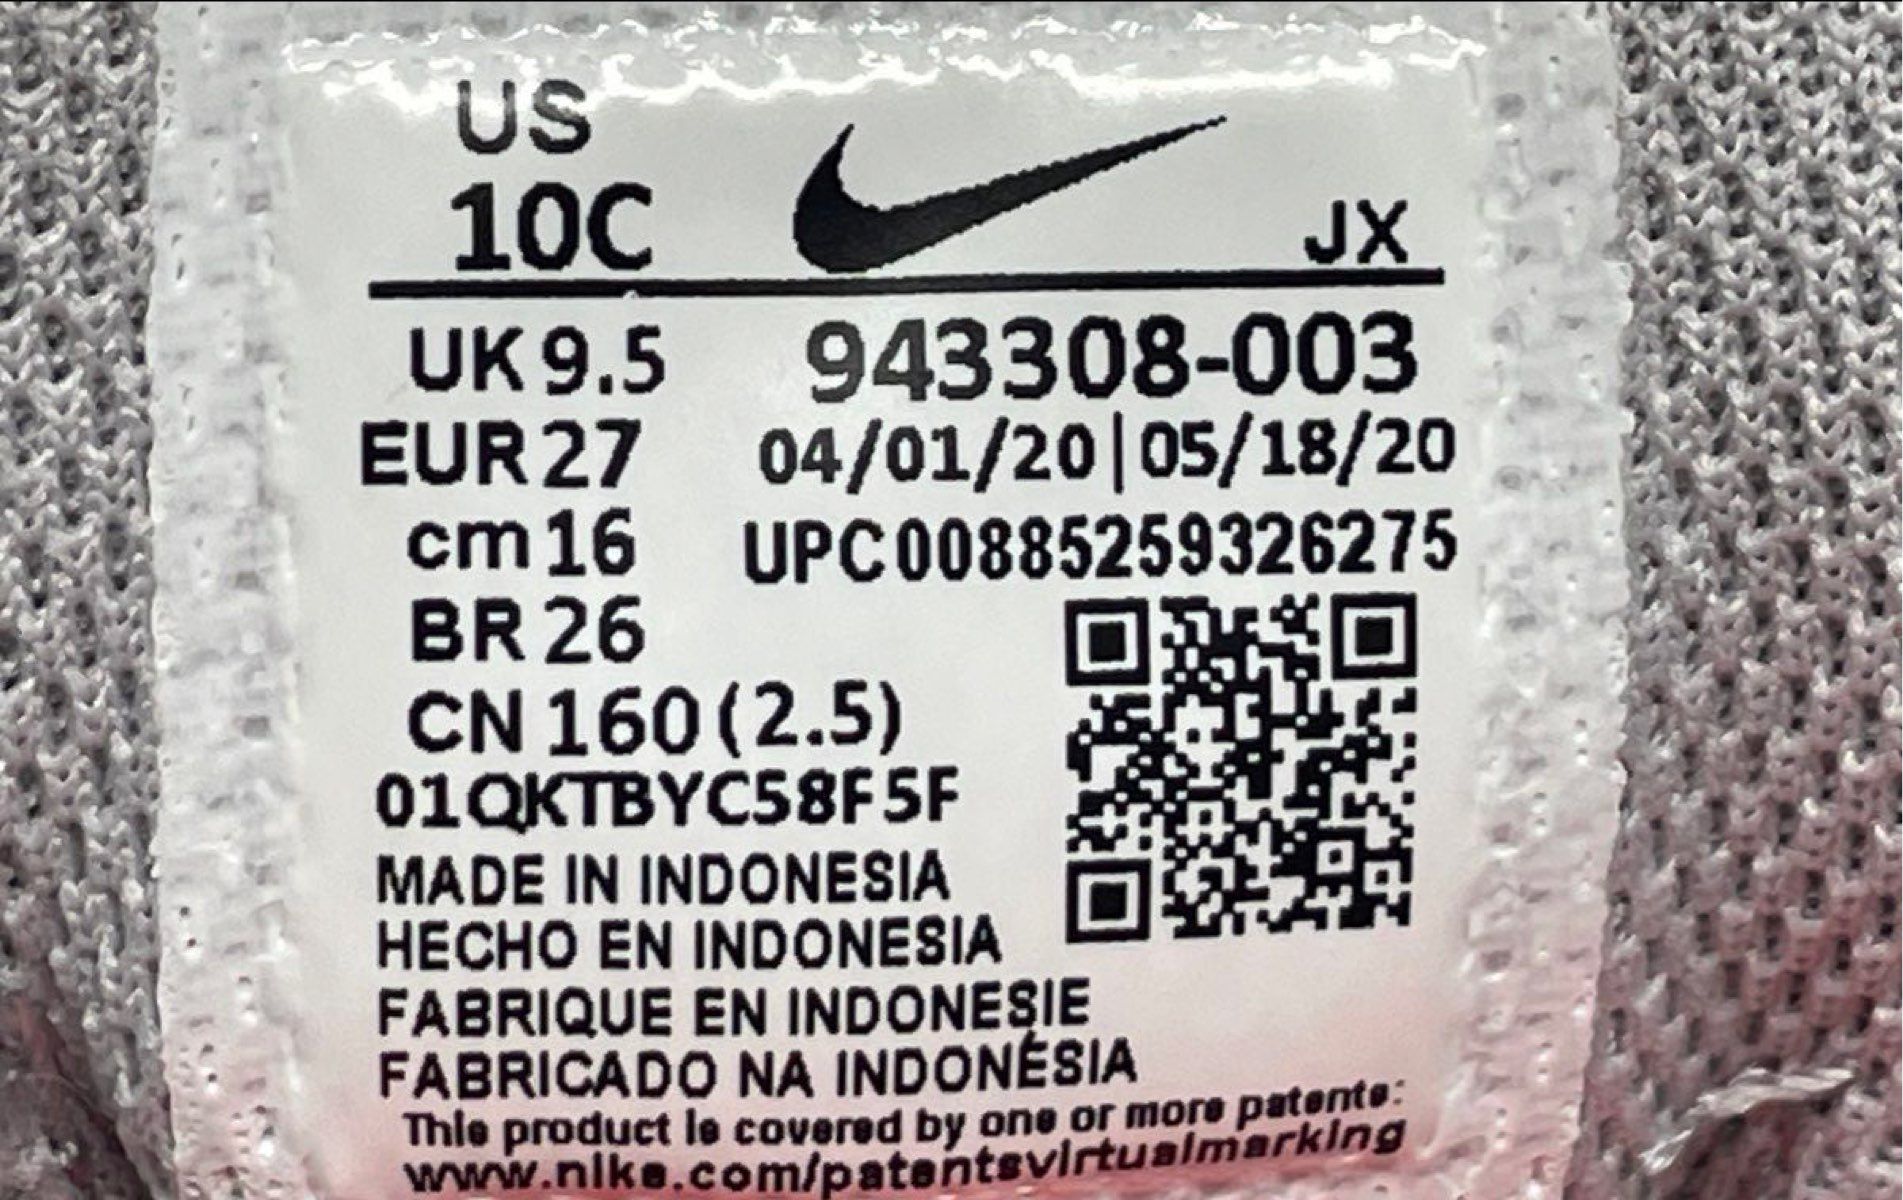 US
10C
JX
UK 9.5
943308-003
EUR 27
04/01/20|05/18/20
cm 16
UPC00885259326275
BR 26
CN 160 (2.5)
01QKTBYC58F5F
MADE IN INDONESIA
HECHO EN INDONESIA
FABRIQUE EN INDONESIE
FABRICADO NA INDONÉSIA
This product is covered by one or more patents:
www.nike.com/patentsvirtualmarking